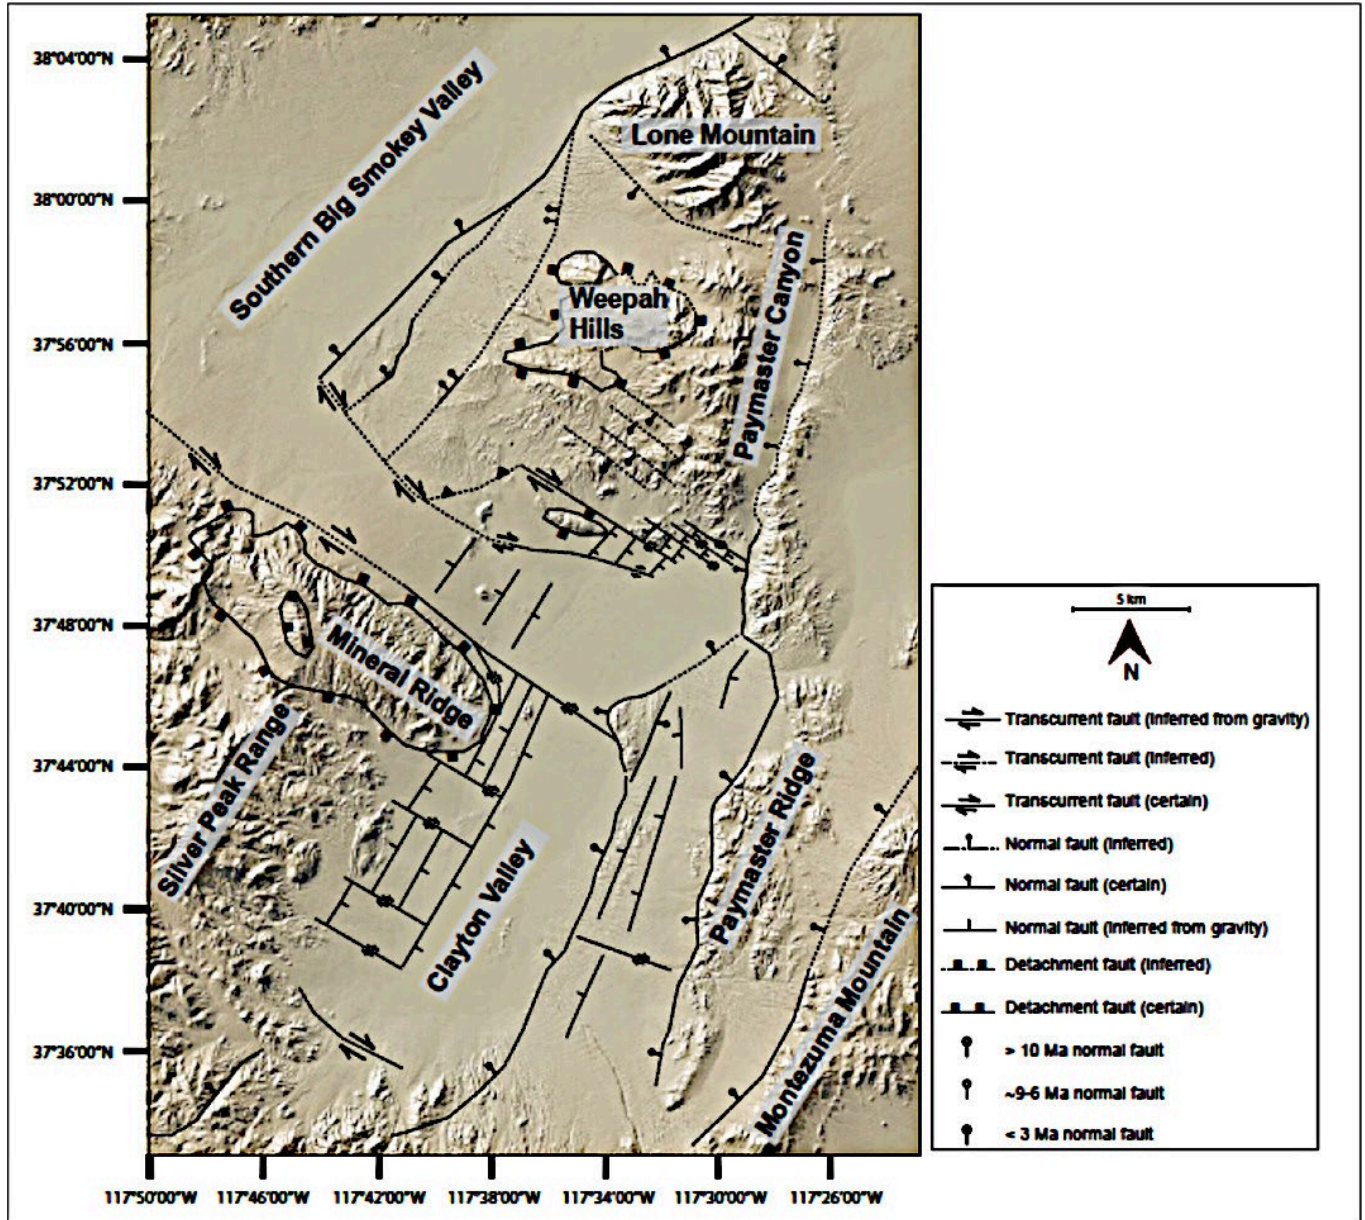 38°04'00"N
38°00'00"N
37°56'00"N
37°52'00"N
37°48'00"N
37°44'00"N
37°40'00"N
37°36'00"N
117°50'00"W
117°46'00"W
117°42'00"W
117°38'00"W
117°34'00"W
117°30'00"W
117°26'00"W
Southern Big Smokey Valley
Lone Mountain
Weepah
Hills
Paymaster Canyon
Mineral Ridge
Silver Peak Range
Clayton Valley
Paymaster Ridge
Montezuma Mountain
5 km
N
Transcurrent fault (inferred from gravity)
Transcurrent fault (inferred)
Transcurrent fault (certain)
Normal fault (inferred)
Normal fault (certain)
Normal fault (inferred from gravity)
Detachment fault (inferred)
Detachment fault (certain)
> 10 Ma normal fault
~9-6 Ma normal fault
< 3 Ma normal fault